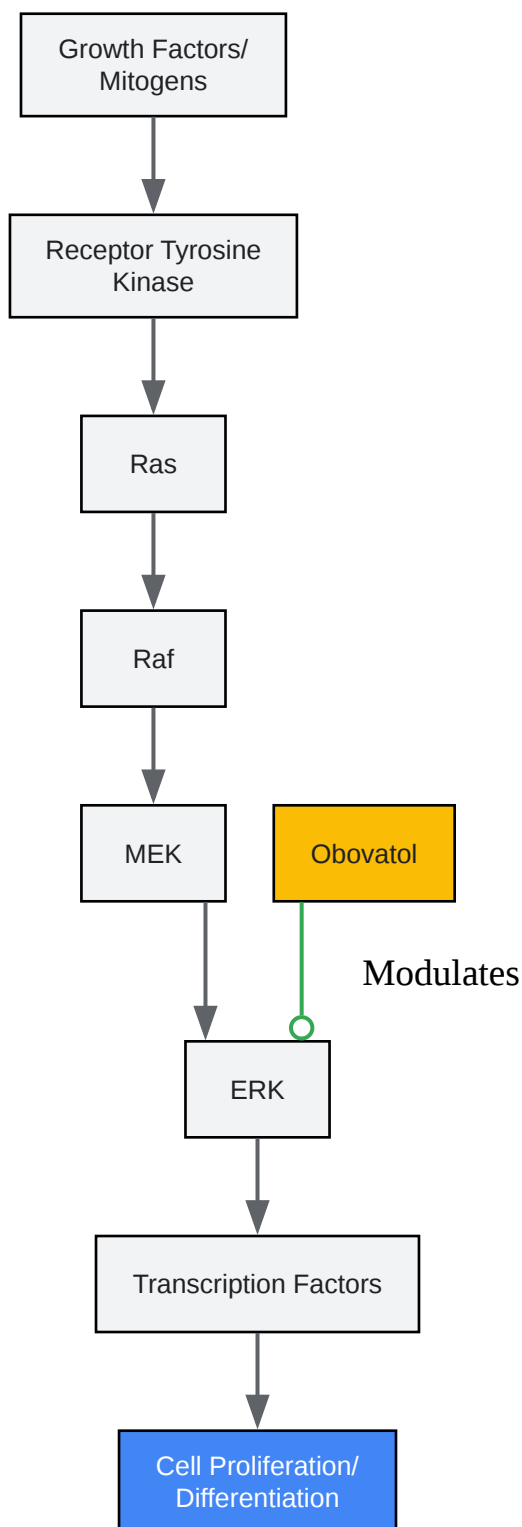 Growth Factors/
Mitogens
Receptor Tyrosine
Kinase
Ras
Raf
MEK
Obovatol
Modulates
ERK
Transcription Factors
Cell Proliferation/
Differentiation